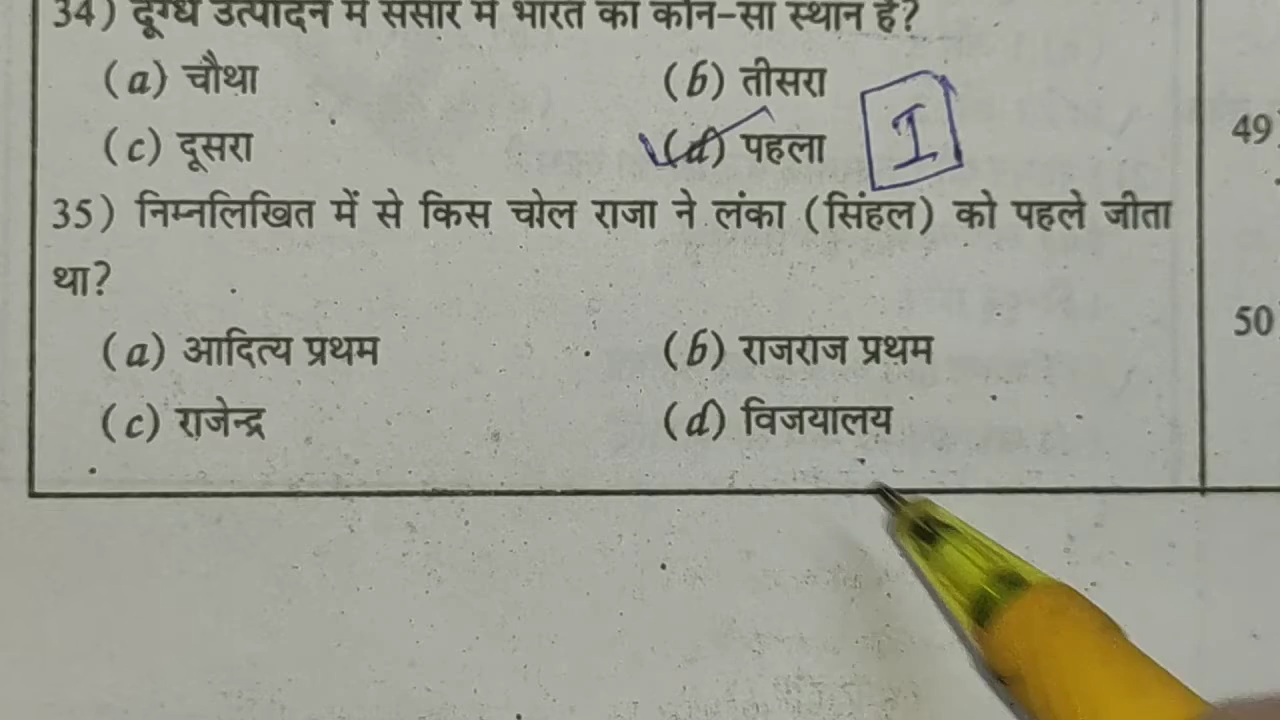 34) दूग्ध उत्पादन में संसार में भारत का कौन-सा स्थान है?
(a) चौथा (b) तीसरा
(c) दूसरा (d) पहला I
49
35) निम्नलिखित में से किस चोल राजा ने लंका (सिंहल) को पहले जीता
था?
50
(a) आदित्य प्रथम (b) राजराज प्रथम
(c) राजेन्द्र (d) विजयालय